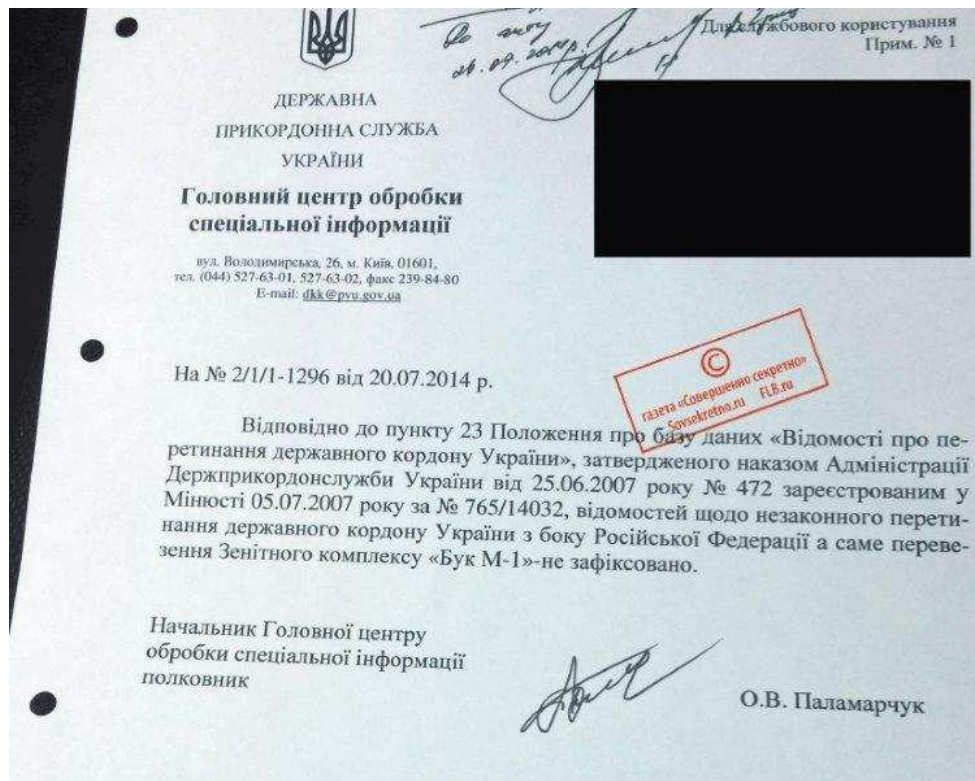 26.09.2014р.
Для службового користування
Прим. № 1
ДЕРЖАВНА
ПРИКОРДОННА СЛУЖБА
УКРАЇНИ
Головний центр обробки
спеціальної інформації
вул. Володимирська, 26, м. Київ, 01601,
тел. (044) 527-63-01, 527-63-02, факс 239-84-80
E-mail: dkk@pvu.gov.ua
©
газета «Совершенно секретно»
Sovsekretno.ru FLB.ru
На № 2/1/1-1296 від 20.07.2014 р.
Відповідно до пункту 23 Положення про базу даних «Відомості про пе-
ретинання державного кордону України», затвердженого наказом Адміністрації
Держприкордонслужби України від 25.06.2007 року № 472 зареєстрованим у
Мінюсті 05.07.2007 року за № 765/14032, відомостей щодо незаконного перети-
нання державного кордону України з боку Російської Федерації а саме переве-
зення Зенітного комплексу «Бук М-1»-не зафіксовано.
Начальник Головної центру
обробки спеціальної інформації
полковник
О.В. Паламарчук